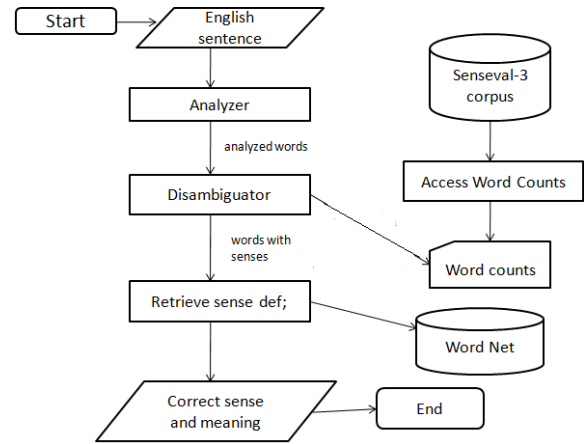 Start
English
sentence
Senseval-3
corpus
Analyzer
analyzed words
Access Word Counts
Disambiguator
words with
senses
Word counts
Retrieve sense def;
Word Net
Correct sense
and meaning
End